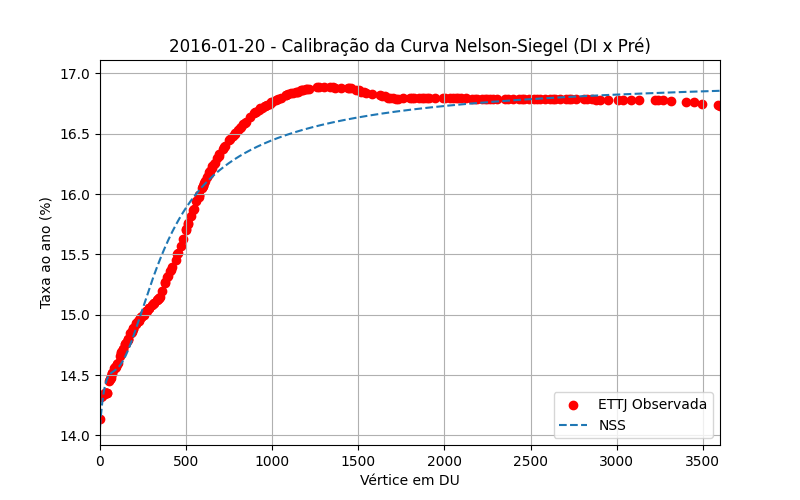 2016-01-20 - Calibração da Curva Nelson-Siegel (DI x Pré)
Taxa ao ano (%)
17.0
16.5
16.0
15.5
15.0
14.5
14.0
0 500 1000 1500 2000 2500 3000 3500
Vértice em DU
ETTJ Observada
NSS